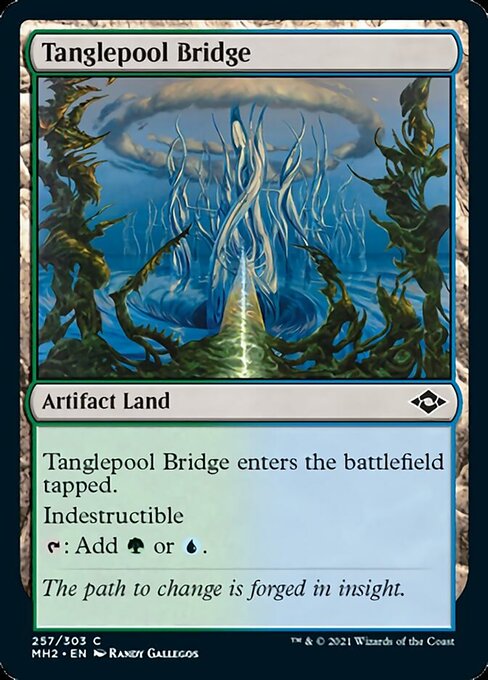 Tanglepool Bridge
Artifact Land
Tanglepool Bridge enters the battlefield
tapped.
Indestructible
: Add or .
The path to change is forged in insight.
257/303 C
MH2 • EN Randy Gallegos
™ & © 2021 Wizards of the Coast